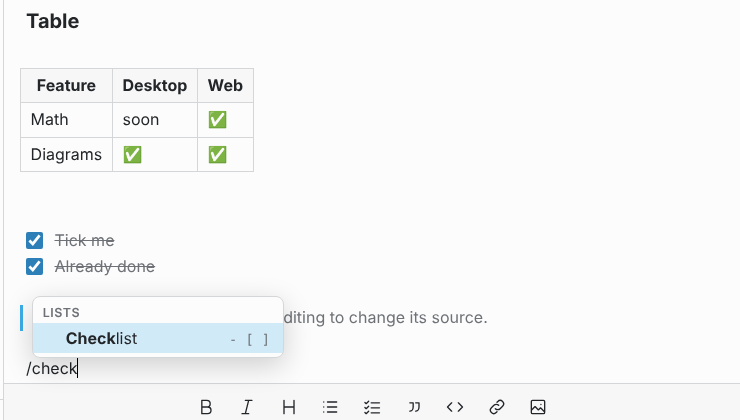 Table
Feature Desktop Web
Math soon ✅
Diagrams ✅ ✅
Tick me
Already done
diting to change its source.
LISTS
Checklist - [ ]
/check
B I H